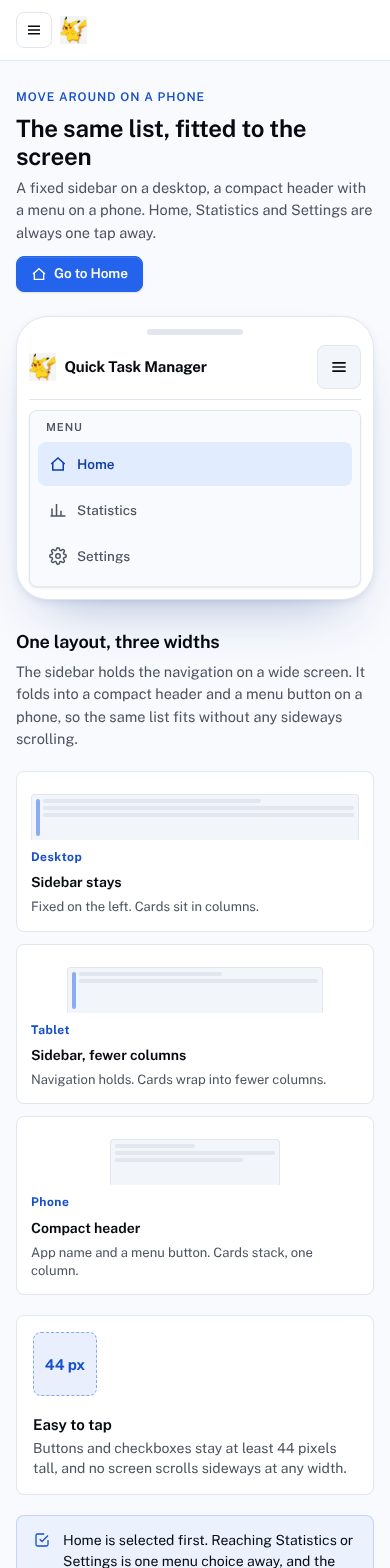 MOVE AROUND ON A PHONE
The same list, fitted to the
screen
A fixed sidebar on a desktop, a compact header with
a menu on a phone. Home, Statistics and Settings are
always one tap away.
Go to Home
Quick Task Manager
MENU
Home
Statistics
Settings
One layout, three widths
The sidebar holds the navigation on a wide screen. It
folds into a compact header and a menu button on a
phone, so the same list fits without any sideways
scrolling.
Desktop
Sidebar stays
Fixed on the left. Cards sit in columns.
Tablet
Sidebar, fewer columns
Navigation holds. Cards wrap into fewer columns.
Phone
Compact header
App name and a menu button. Cards stack, one
column.
44 px
Easy to tap
Buttons and checkboxes stay at least 44 pixels
tall, and no screen scrolls sideways at any width.
Home is selected first. Reaching Statistics or
Settings is one menu choice away, and the